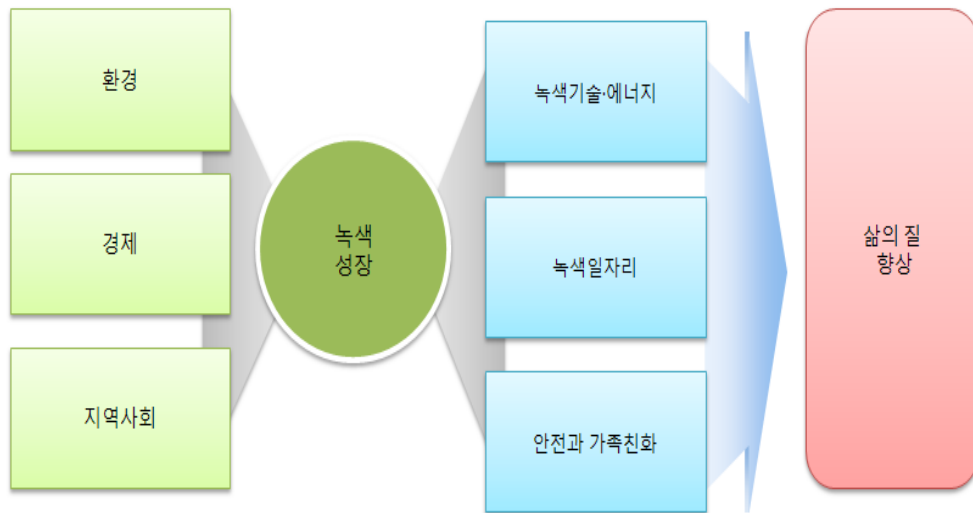 환경
경제
지역사회
녹색
성장
녹색기술·에너지
녹색일자리
안전과 가족친화
삶의 질
향상